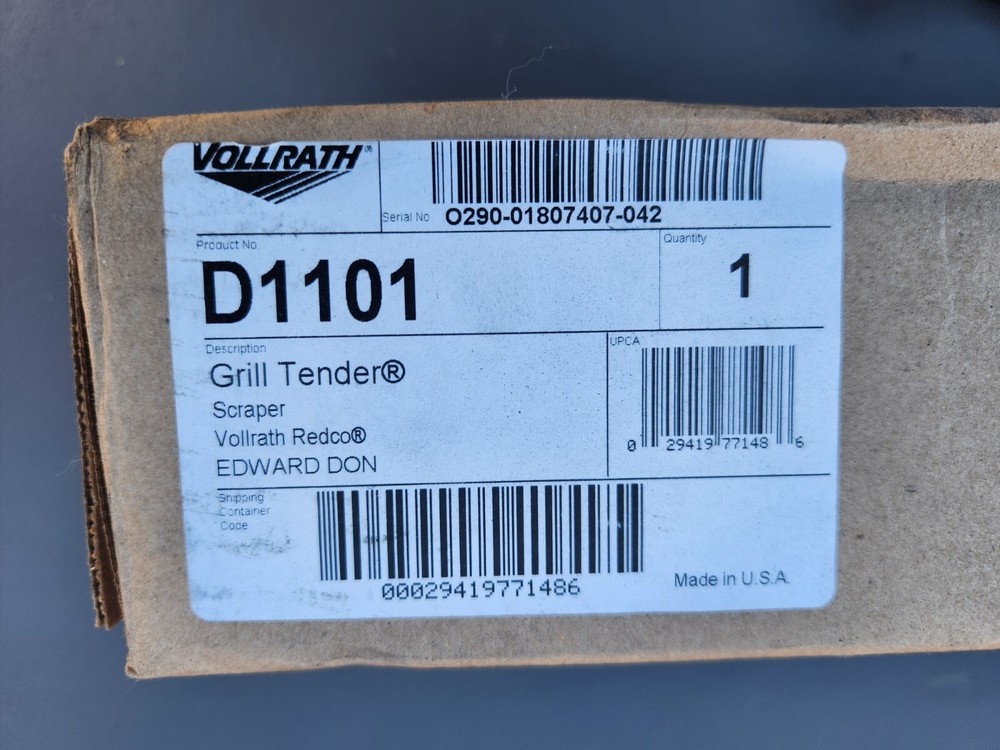 VOLLRATH®
Serial No O290-01807407-042
Product No.
D1101
Quantity
1
Description
Grill Tender®
Scraper
Vollrath Redco®
EDWARD DON
UPCA
0 29419 77148 6
Shipping
Container
Code
00029419771486
Made in U.S.A.